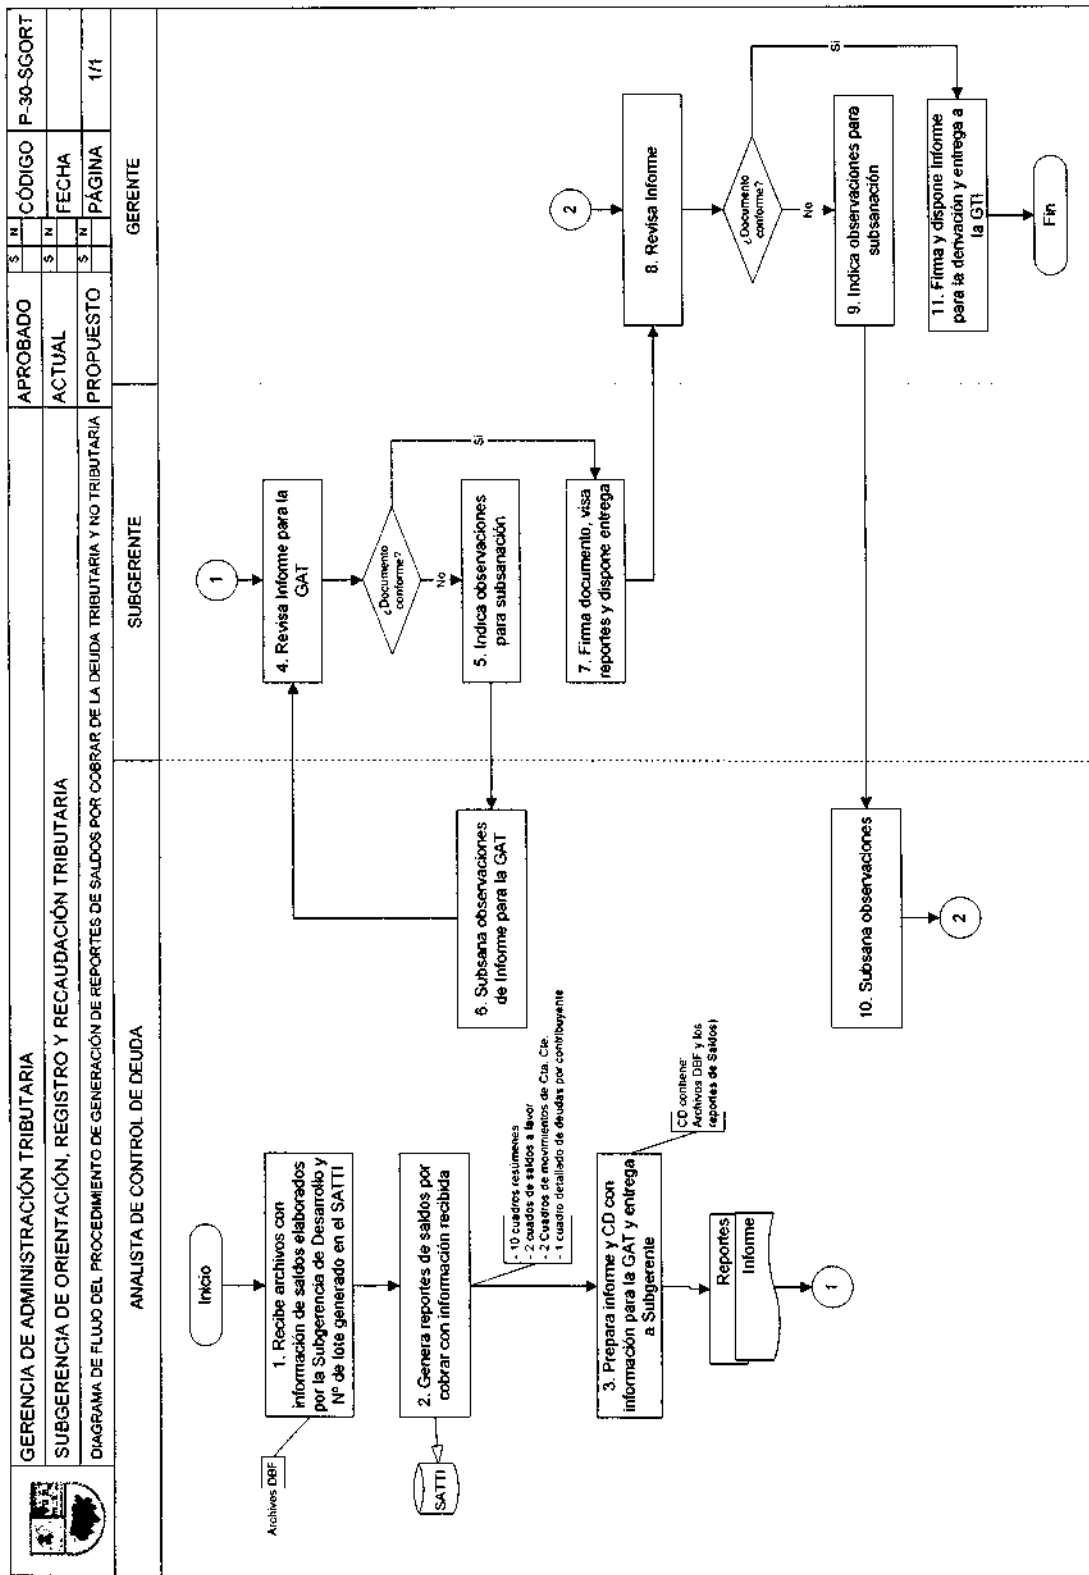 GERENCIA DE ADMINISTRACIÓN TRIBUTARIA
APROBADO
S
N
CÓDIGO
P-30-SGORT
SUBGERENCIA DE ORIENTACIÓN, REGISTRO Y RECAUDACIÓN TRIBUTARIA
ACTUAL
S
N
FECHA
DIAGRAMA DE FLUJO DEL PROCEDIMIENTO DE GENERACIÓN DE REPORTES DE SALDOS POR COBRAR DE LA DEUDA TRIBUTARIA Y NO TRIBUTARIA
PROPUESTO
S
N
PÁGINA
1/1
ANALISTA DE CONTROL DE DEUDA
SUBGERENTE
GERENTE
Inicio
1. Recibe archivos con
información de saldos elaborados
por la Subgerencia de Desarrollo y
Nº de lote generado en el SATTI
Archivos DBF
2. Genera reportes de saldos por
cobrar con información recibida
SATTI
- 10 cuadros resúmenes
- 2 cuados de saldos a favor
- 2 Cuadros de movimientos de Cta. Cte.
- 1 cuadro detallado de deudas por contribuyente
3. Prepara informe y CD con
información para la GAT y entrega
a Subgerente
CD contiene:
Archivos DBF y los
reportes de Saldos)
Reportes
Informe
1
1
4. Revisa Informe para la
GAT
¿Documento
conforme?
Si
No
5. Indica observaciones
para subsanación
6. Subsana observaciones
de Informe para la GAT
7. Firma documento, visa
reportes y dispone entrega
2
8. Revisa Informe
¿Documento
conforme?
Si
No
9. Indica observaciones para
subsanación
10. Subsana observaciones
2
11. Firma y dispone informe
para la derivación y entrega a
la GTI
Fin